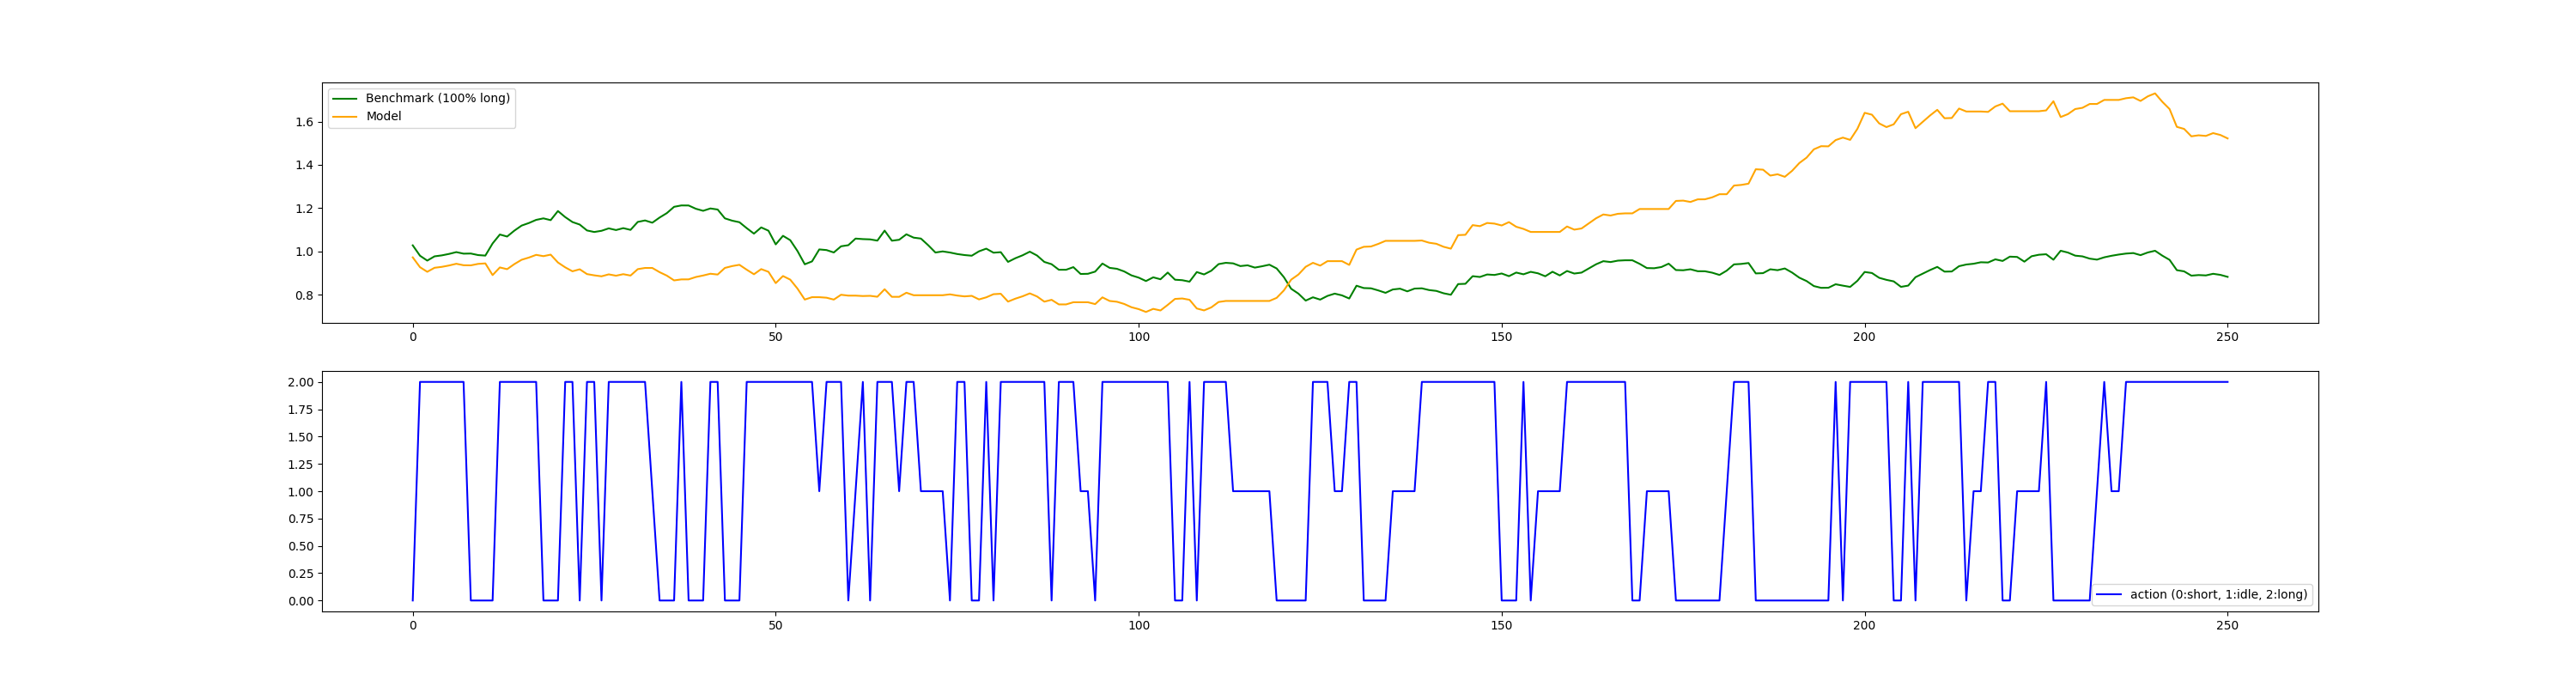 Benchmark (100% long)
Model
1.6
1.4
1.2
1.0
0.8
0 50 100 150 200 250
2.00
1.75
1.50
1.25
1.00
0.75
0.50
0.25
0.00
action (0:short, 1:idle, 2:long)
0 50 100 150 200 250